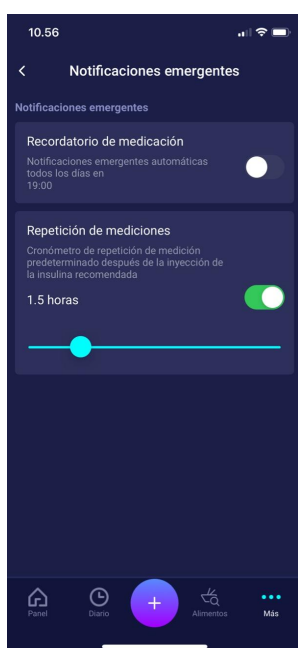 10.56
Notificaciones emergentes
Notificaciones emergentes
Recordatorio de medicación
Notificaciones emergentes automáticas
todos los días en
19:00
Repetición de mediciones
Cronómetro de repetición de medición
predeterminado después de la inyección de
la insulina recomendada
1.5 horas
Panel
Diario
Alimentos
Más